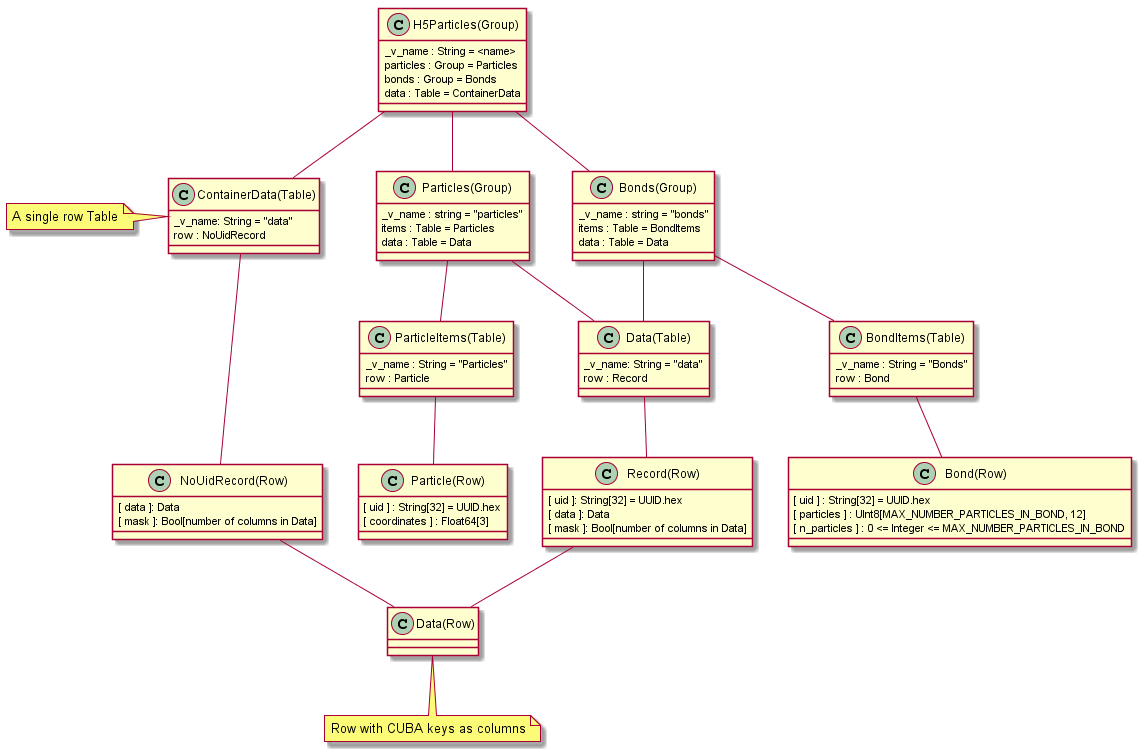 C H5Particles(Group)
_v_name : String = <name>
particles : Group = Particles
bonds : Group = Bonds
data : Table = ContainerData
A single row Table
C ContainerData(Table)
_v_name: String = "data"
row : NoUidRecord
C Particles(Group)
_v_name : string = "particles"
items : Table = Particles
data : Table = Data
C Bonds(Group)
_v_name : string = "bonds"
items : Table = BondItems
data : Table = Data
C ParticleItems(Table)
_v_name : String = "Particles"
row : Particle
C Data(Table)
_v_name: String = "data"
row : Record
C BondItems(Table)
_v_name : String = "Bonds"
row : Bond
C NoUidRecord(Row)
[ data ]: Data
[ mask ]: Bool[number of columns in Data]
C Particle(Row)
[ uid ] : String[32] = UUID.hex
[ coordinates ] : Float64[3]
C Record(Row)
[ uid ]: String[32] = UUID.hex
[ data ]: Data
[ mask ]: Bool[number of columns in Data]
C Bond(Row)
[ uid ] : String[32] = UUID.hex
[ particles ] : UInt8[MAX_NUMBER_PARTICLES_IN_BOND, 12]
[ n_particles ] : 0 <= Integer <= MAX_NUMBER_PARTICLES_IN_BOND
C Data(Row)
Row with CUBA keys as columns